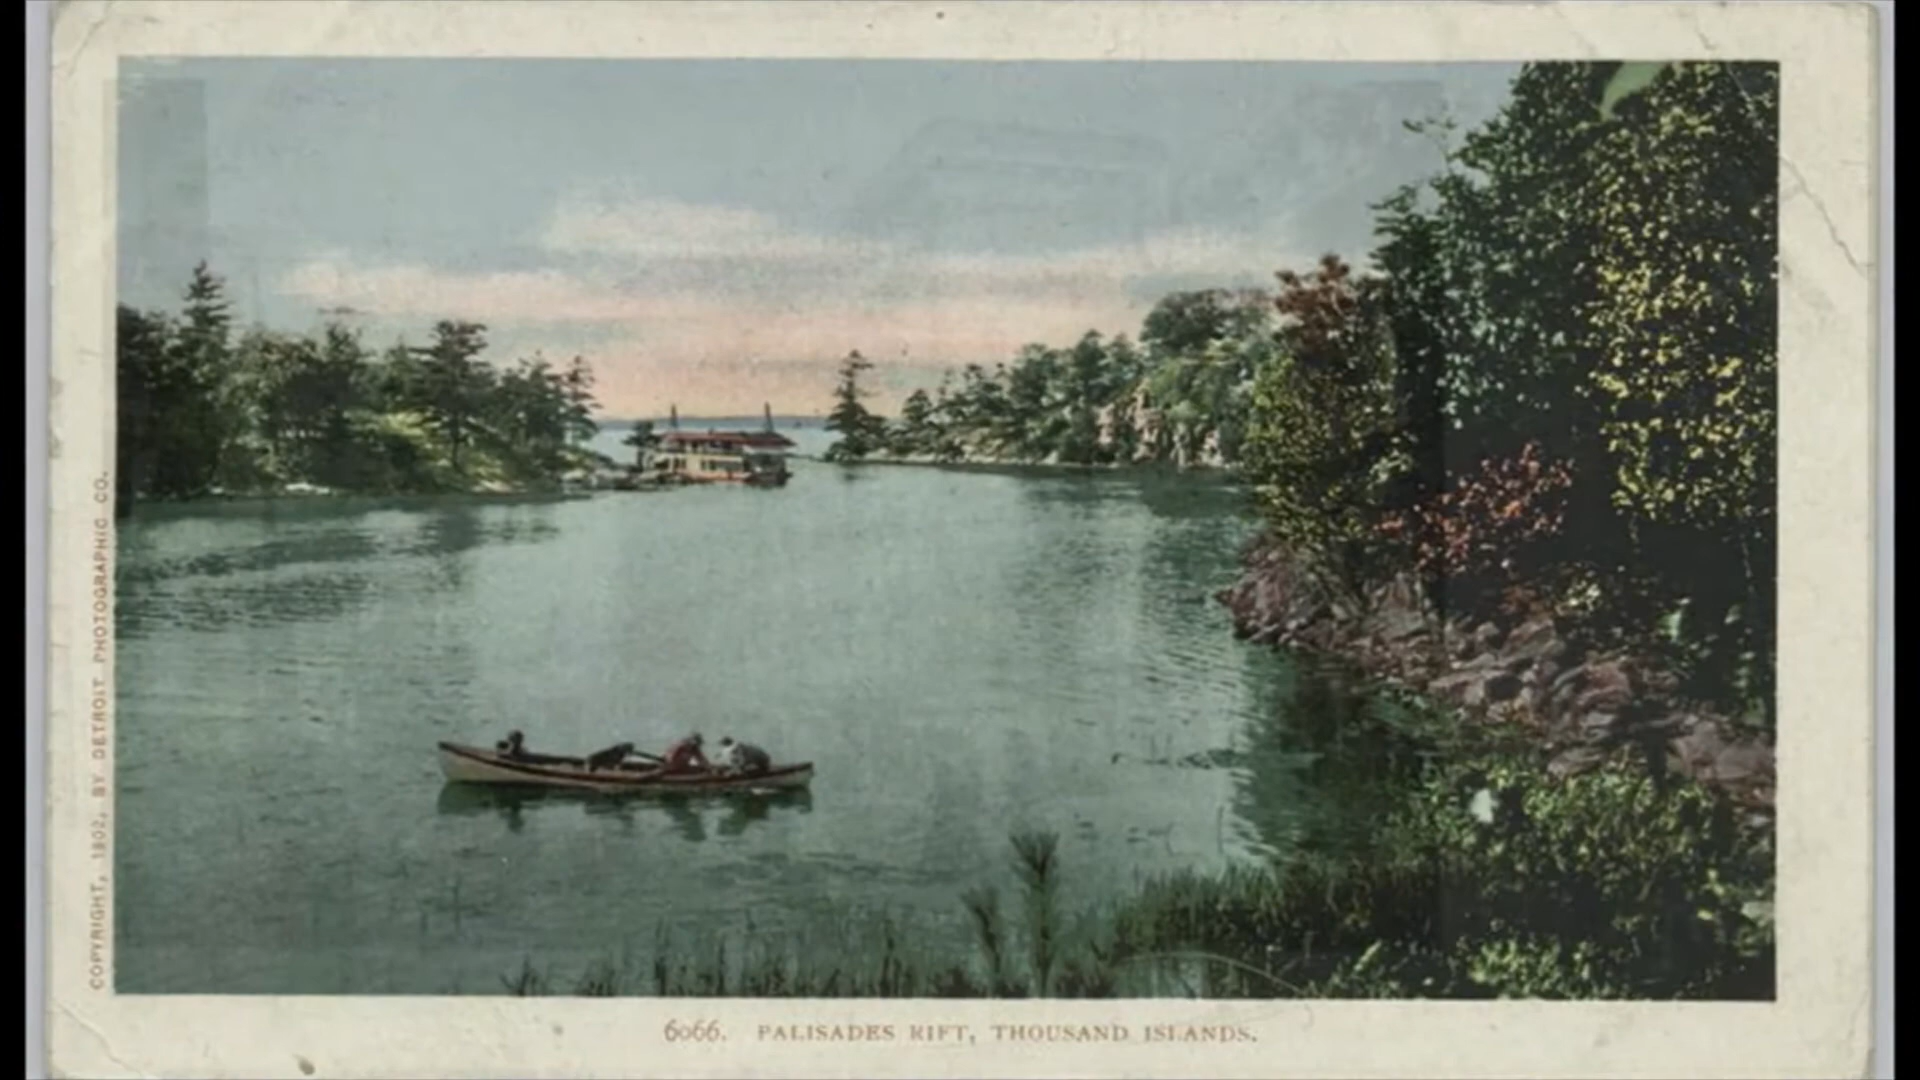 COPYRIGHT, 1902, BY DETROIT PHOTOGRAPHIC CO.
6066. PALISADES RIFT, THOUSAND ISLANDS.